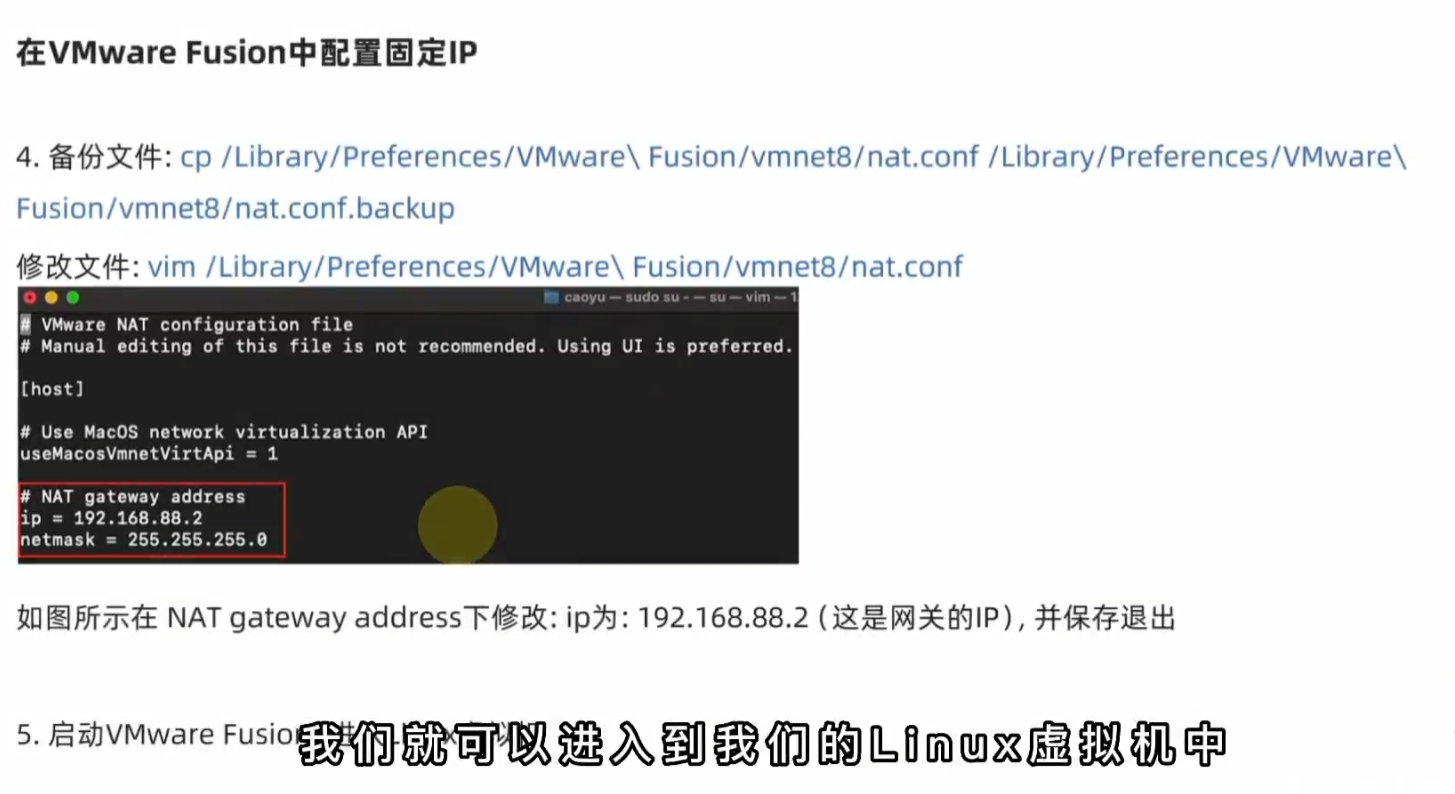 在VMware Fusion中配置固定IP
4. 备份文件: cp /Library/Preferences/VMware\ Fusion/vmnet8/nat.conf /Library/Preferences/VMware\
Fusion/vmnet8/nat.conf.backup
修改文件: vim /Library/Preferences/VMware\ Fusion/vmnet8/nat.conf
caoyu — sudo su - — su — vim — 1
# VMware NAT configuration file
# Manual editing of this file is not recommended. Using UI is preferred.
[host]
# Use MacOS network virtualization API
useMacosVmnetVirtApi = 1
# NAT gateway address
ip = 192.168.88.2
netmask = 255.255.255.0
如图所示在 NAT gateway address下修改: ip为: 192.168.88.2 (这是网关的IP), 并保存退出
5. 启动VMware Fusion
我们就可以进入到我们的Linux虚拟机中